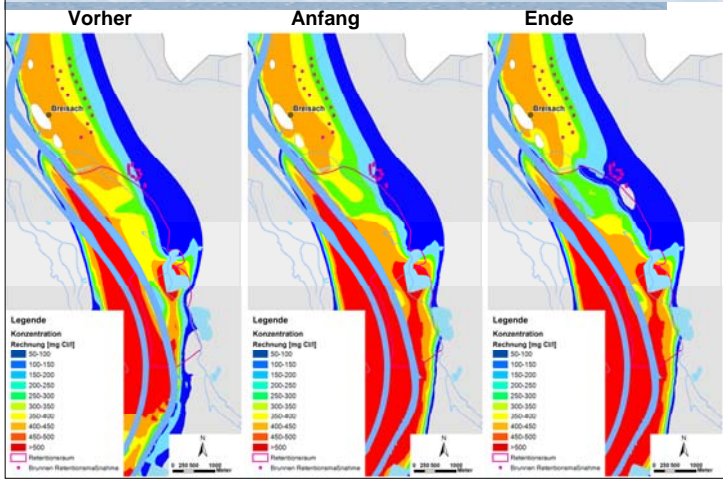 Vorher
Anfang
Ende
Breisach
Legende
Konzentration
Rechnung [mg Cl/l]
50-100
100-150
150-200
200-250
250-300
300-350
350-400
400-450
450-500
>500
Retentionsraum
Brunnen Retentionsmaßnahme
N
250 500 1000
Meter
Breisach
Legende
Konzentration
Rechnung [mg Cl/l]
50-100
100-150
150-200
200-250
250-300
300-350
350-400
400-450
450-500
>500
Retentionsraum
Brunnen Retentionsmaßnahme
N
250 500 1000
Meter
Breisach
Legende
Konzentration
Rechnung [mg Cl/l]
50-100
100-150
150-200
200-250
250-300
300-350
350-400
400-450
450-500
>500
Retentionsraum
Brunnen Retentionsmaßnahme
N
250 500 1000
Meter